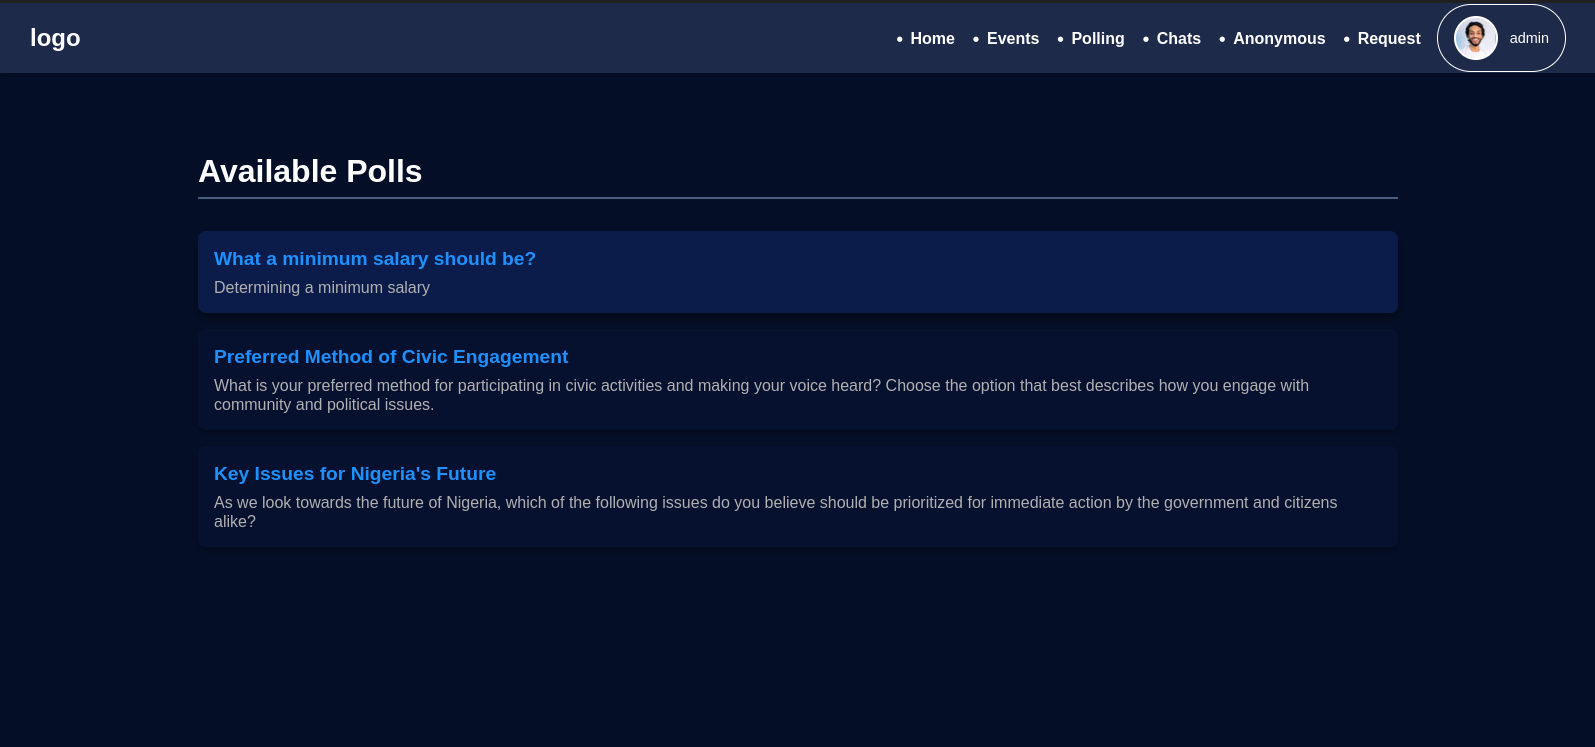 logo
• Home • Events • Polling • Chats • Anonymous • Request admin
Available Polls
What a minimum salary should be?
Determining a minimum salary
Preferred Method of Civic Engagement
What is your preferred method for participating in civic activities and making your voice heard? Choose the option that best describes how you engage with
community and political issues.
Key Issues for Nigeria's Future
As we look towards the future of Nigeria, which of the following issues do you believe should be prioritized for immediate action by the government and citizens
alike?